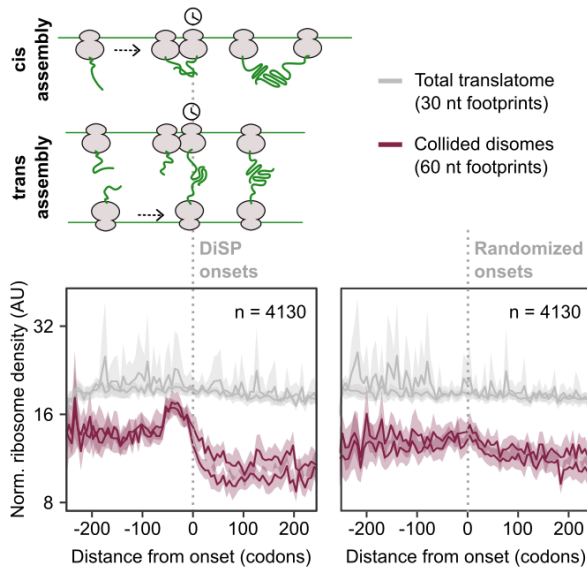 cis
assembly
trans
assembly
Total translatome
(30 nt footprints)
Collided disomes
(60 nt footprints)
DiSP
onsets
Randomized
onsets
Norm. ribosome density (AU)
32
16
8
n = 4130
-200 -100 0 100 200
Distance from onset (codons)
n = 4130
-200 -100 0 100 200
Distance from onset (codons)